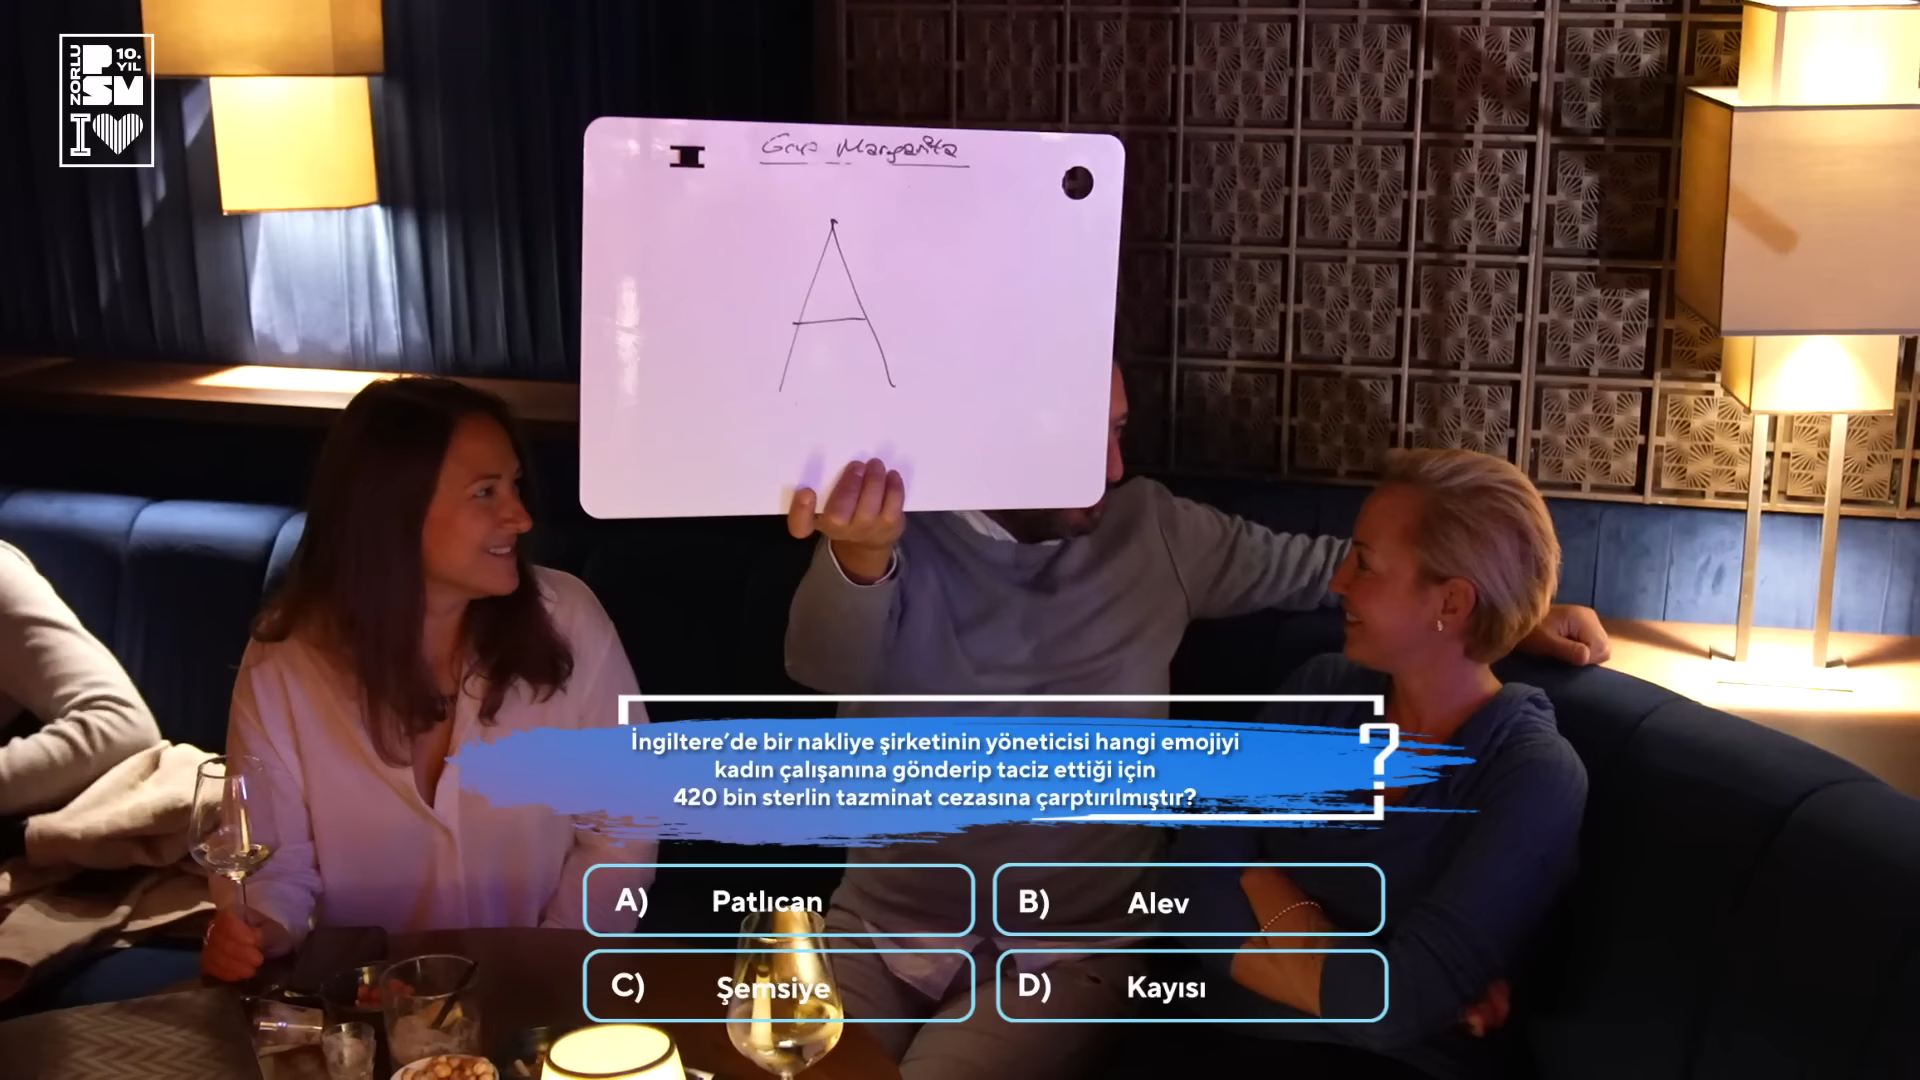 ZORLU
PSM
10.
YIL
I
Grup Margarita
A
İngiltere'de bir nakliye şirketinin yöneticisi hangi emojiyi
kadın çalışanına gönderip taciz ettiği için
420 bin sterlin tazminat cezasına çarptırılmıştır?
?
A) Patlıcan
B) Alev
C) Şemsiye
D) Kayısı